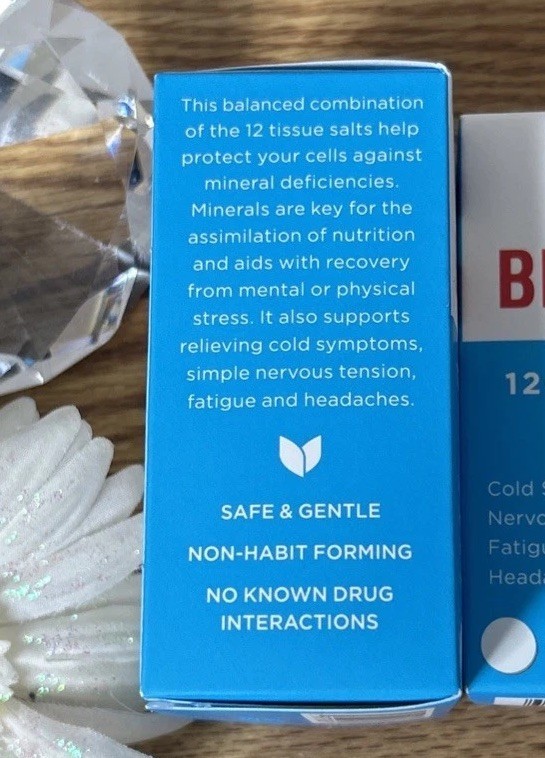 This balanced combination
of the 12 tissue salts help
protect your cells against
mineral deficiencies.
Minerals are key for the
assimilation of nutrition
and aids with recovery
from mental or physical
stress. It also supports
relieving cold symptoms,
simple nervous tension,
fatigue and headaches.
SAFE & GENTLE
NON-HABIT FORMING
NO KNOWN DRUG
INTERACTIONS
12
Cold